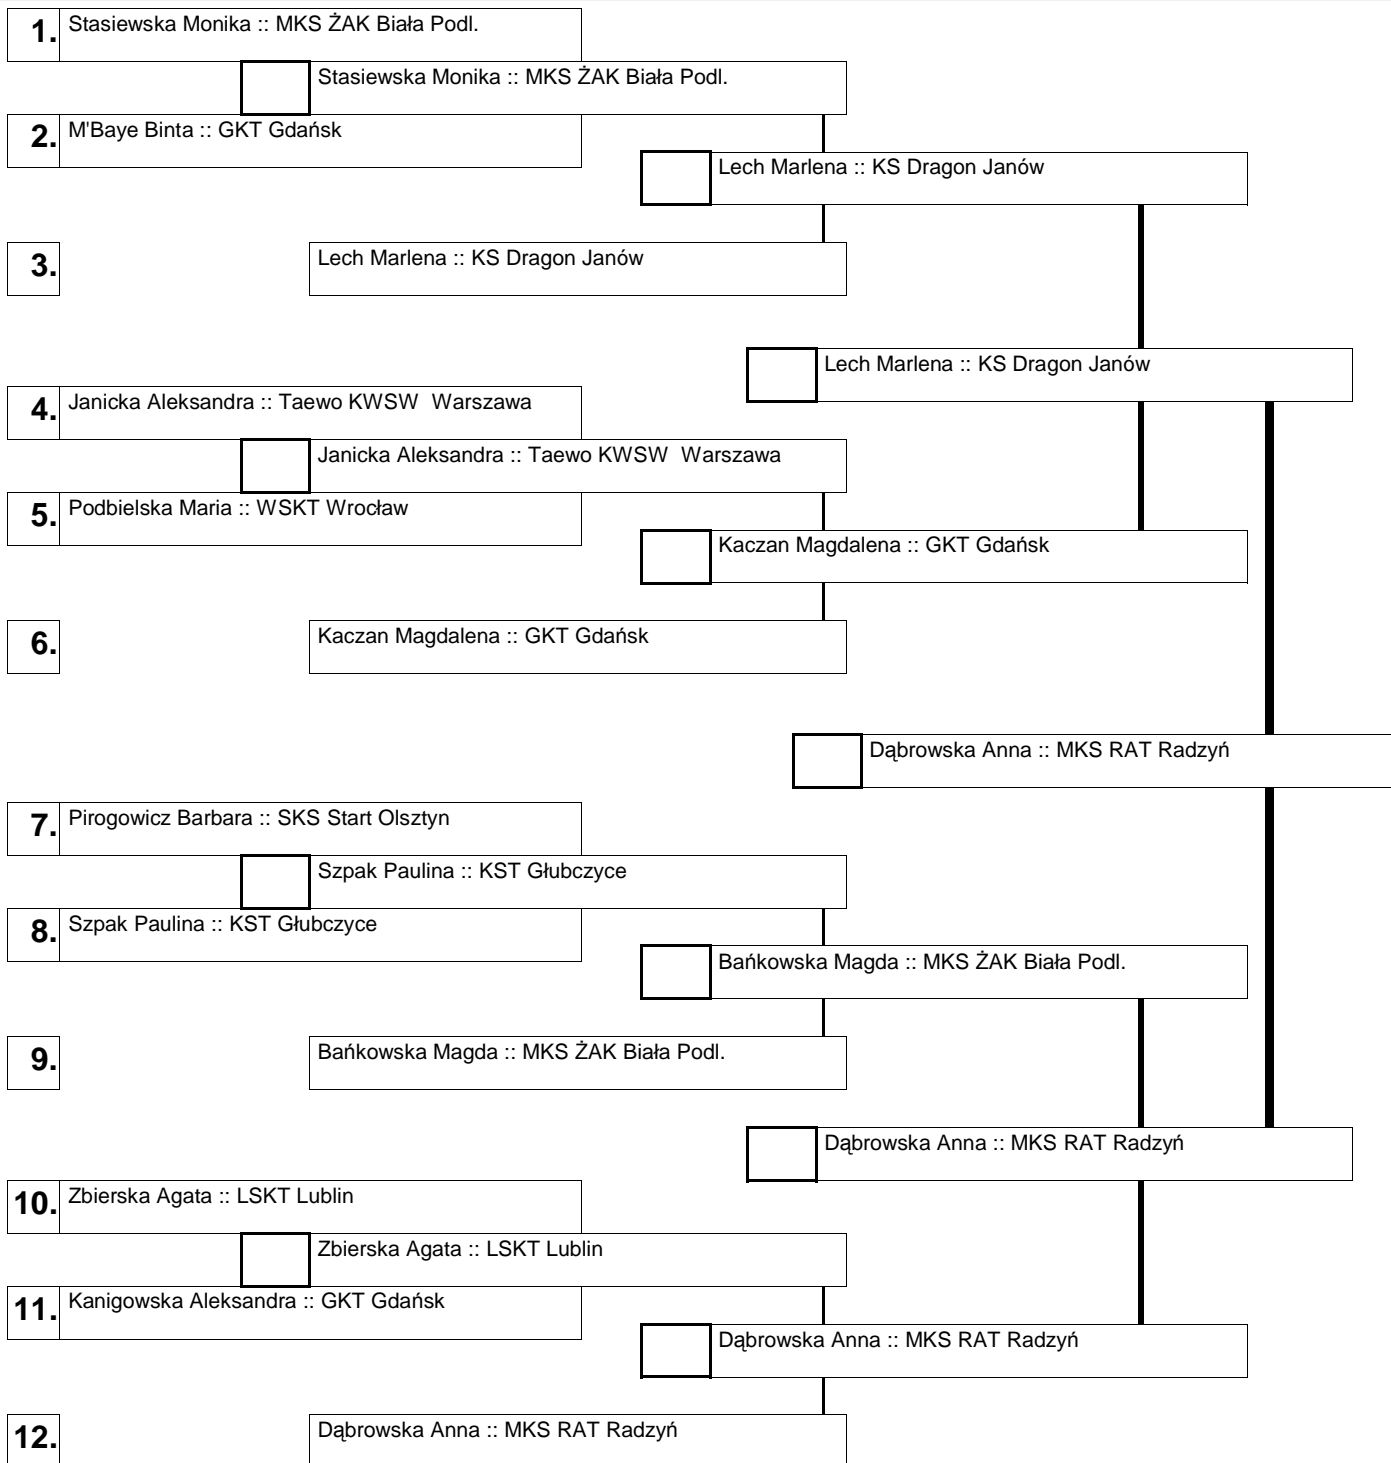 1. Stasiewska Monika :: MKS ŻAK Biała Podl.
Stasiewska Monika :: MKS ŻAK Biała Podl.
2. M'Baye Binta :: GKT Gdańsk
Lech Marlena :: KS Dragon Janów
3. Lech Marlena :: KS Dragon Janów
Lech Marlena :: KS Dragon Janów
4. Janicka Aleksandra :: Taewo KWSW  Warszawa
Janicka Aleksandra :: Taewo KWSW  Warszawa
5. Podbielska Maria :: WSKT Wrocław
Kaczan Magdalena :: GKT Gdańsk
6. Kaczan Magdalena :: GKT Gdańsk
Dąbrowska Anna :: MKS RAT Radzyń
7. Pirogowicz Barbara :: SKS Start Olsztyn
Szpak Paulina :: KST Głubczyce
8. Szpak Paulina :: KST Głubczyce
Bańkowska Magda :: MKS ŻAK Biała Podl.
9. Bańkowska Magda :: MKS ŻAK Biała Podl.
Dąbrowska Anna :: MKS RAT Radzyń
10. Zbierska Agata :: LSKT Lublin
Zbierska Agata :: LSKT Lublin
11. Kanigowska Aleksandra :: GKT Gdańsk
Dąbrowska Anna :: MKS RAT Radzyń
12. Dąbrowska Anna :: MKS RAT Radzyń